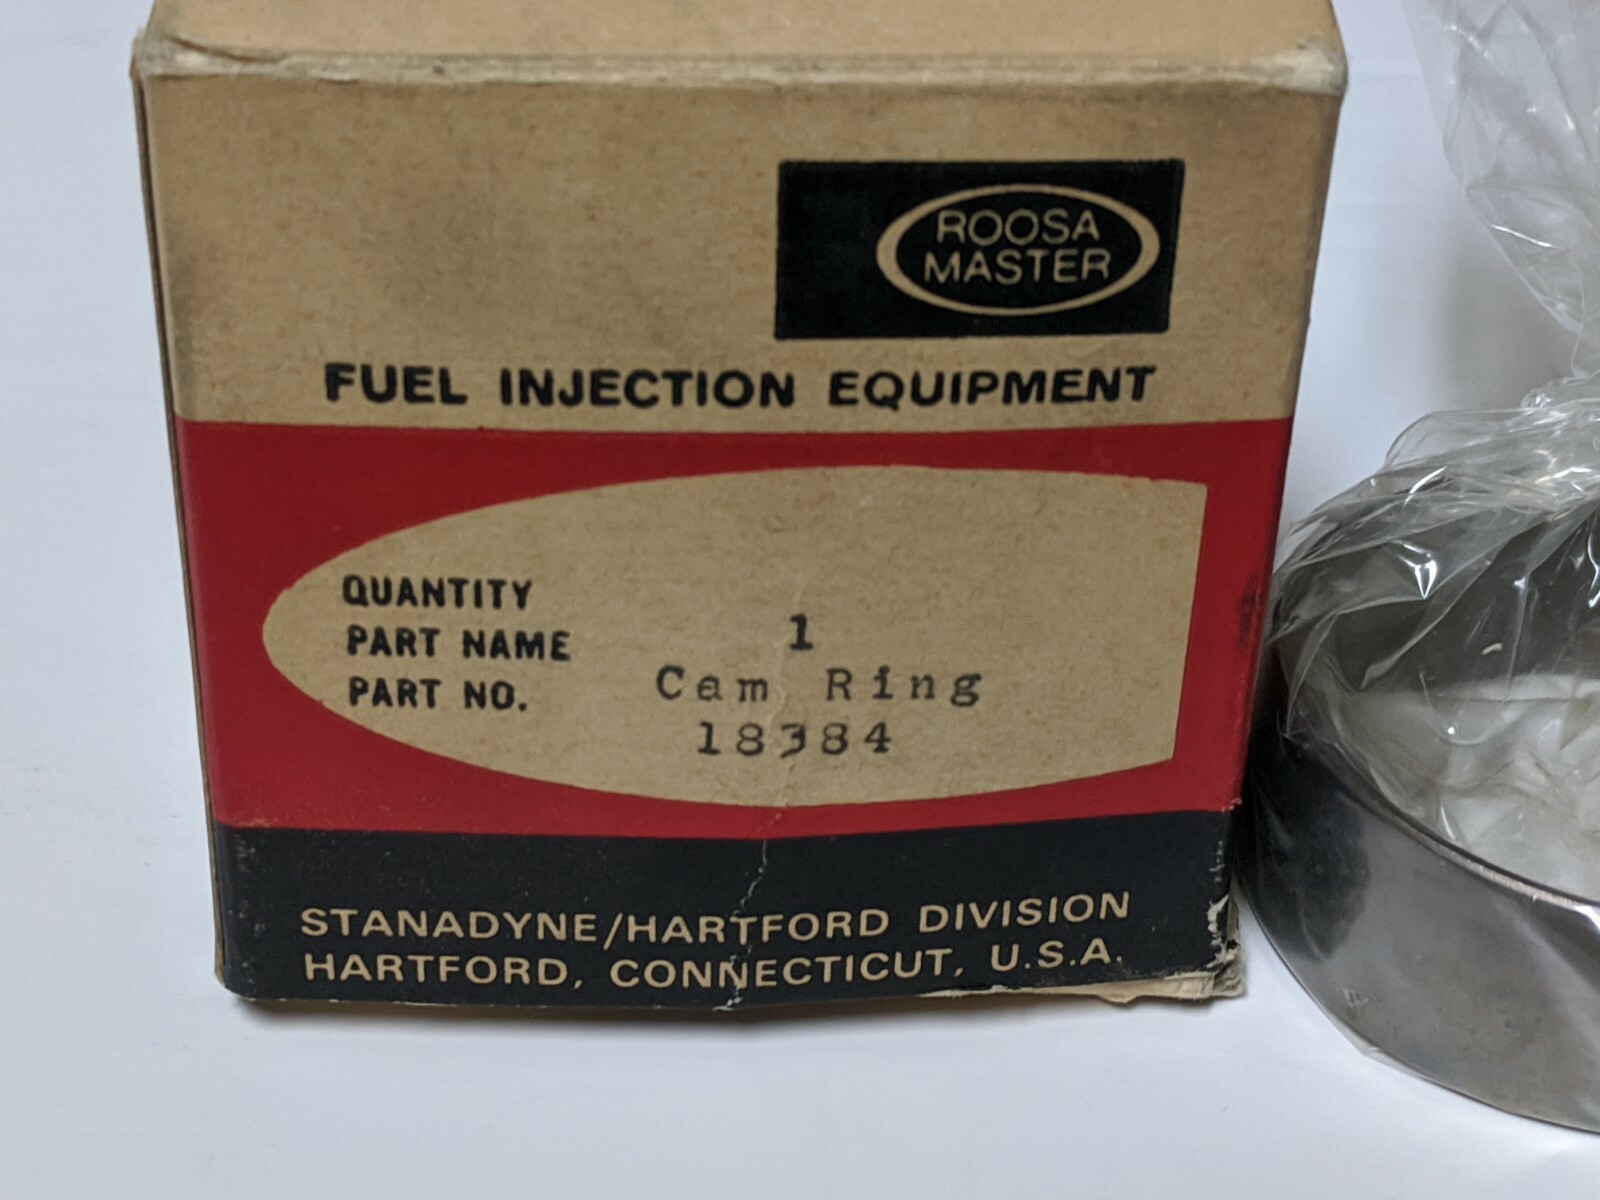 ROOSA
MASTER
FUEL INJECTION EQUIPMENT
QUANTITY 1
PART NAME Cam Ring
PART NO. 18384
STANADYNE/HARTFORD DIVISION
HARTFORD, CONNECTICUT, U.S.A.